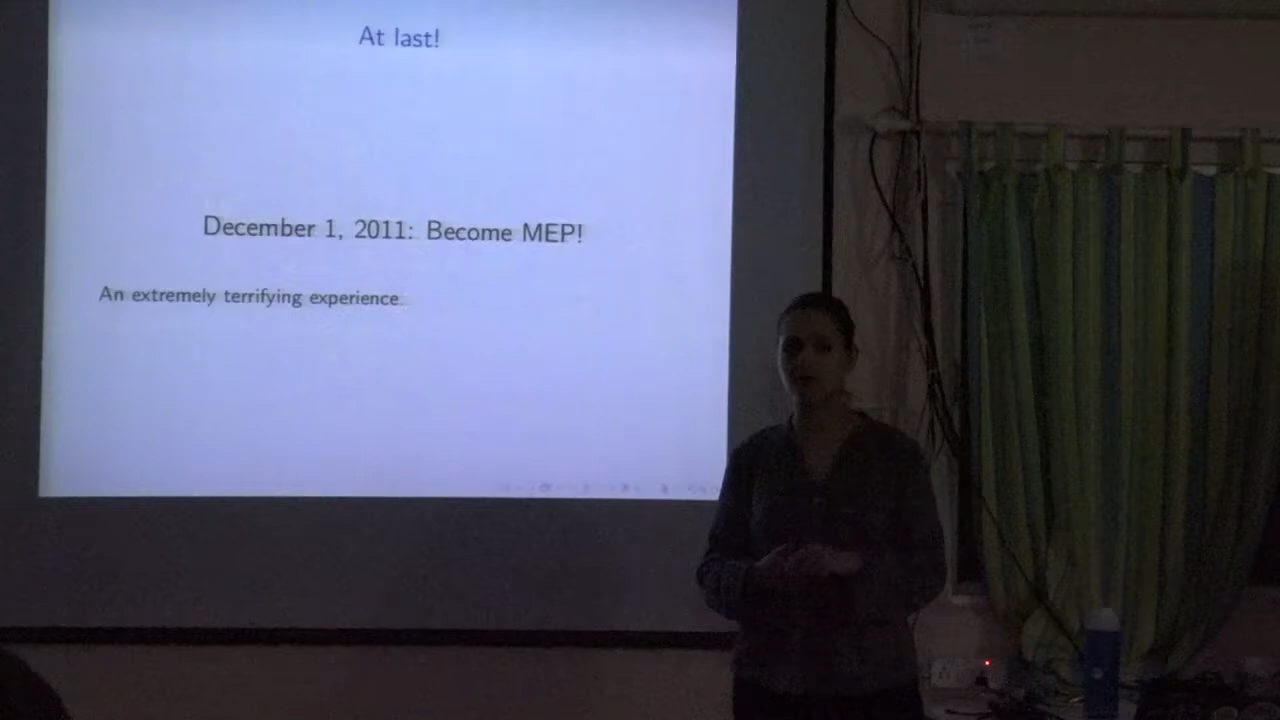 At last!
December 1, 2011: Become MEP!
An extremely terrifying experience.